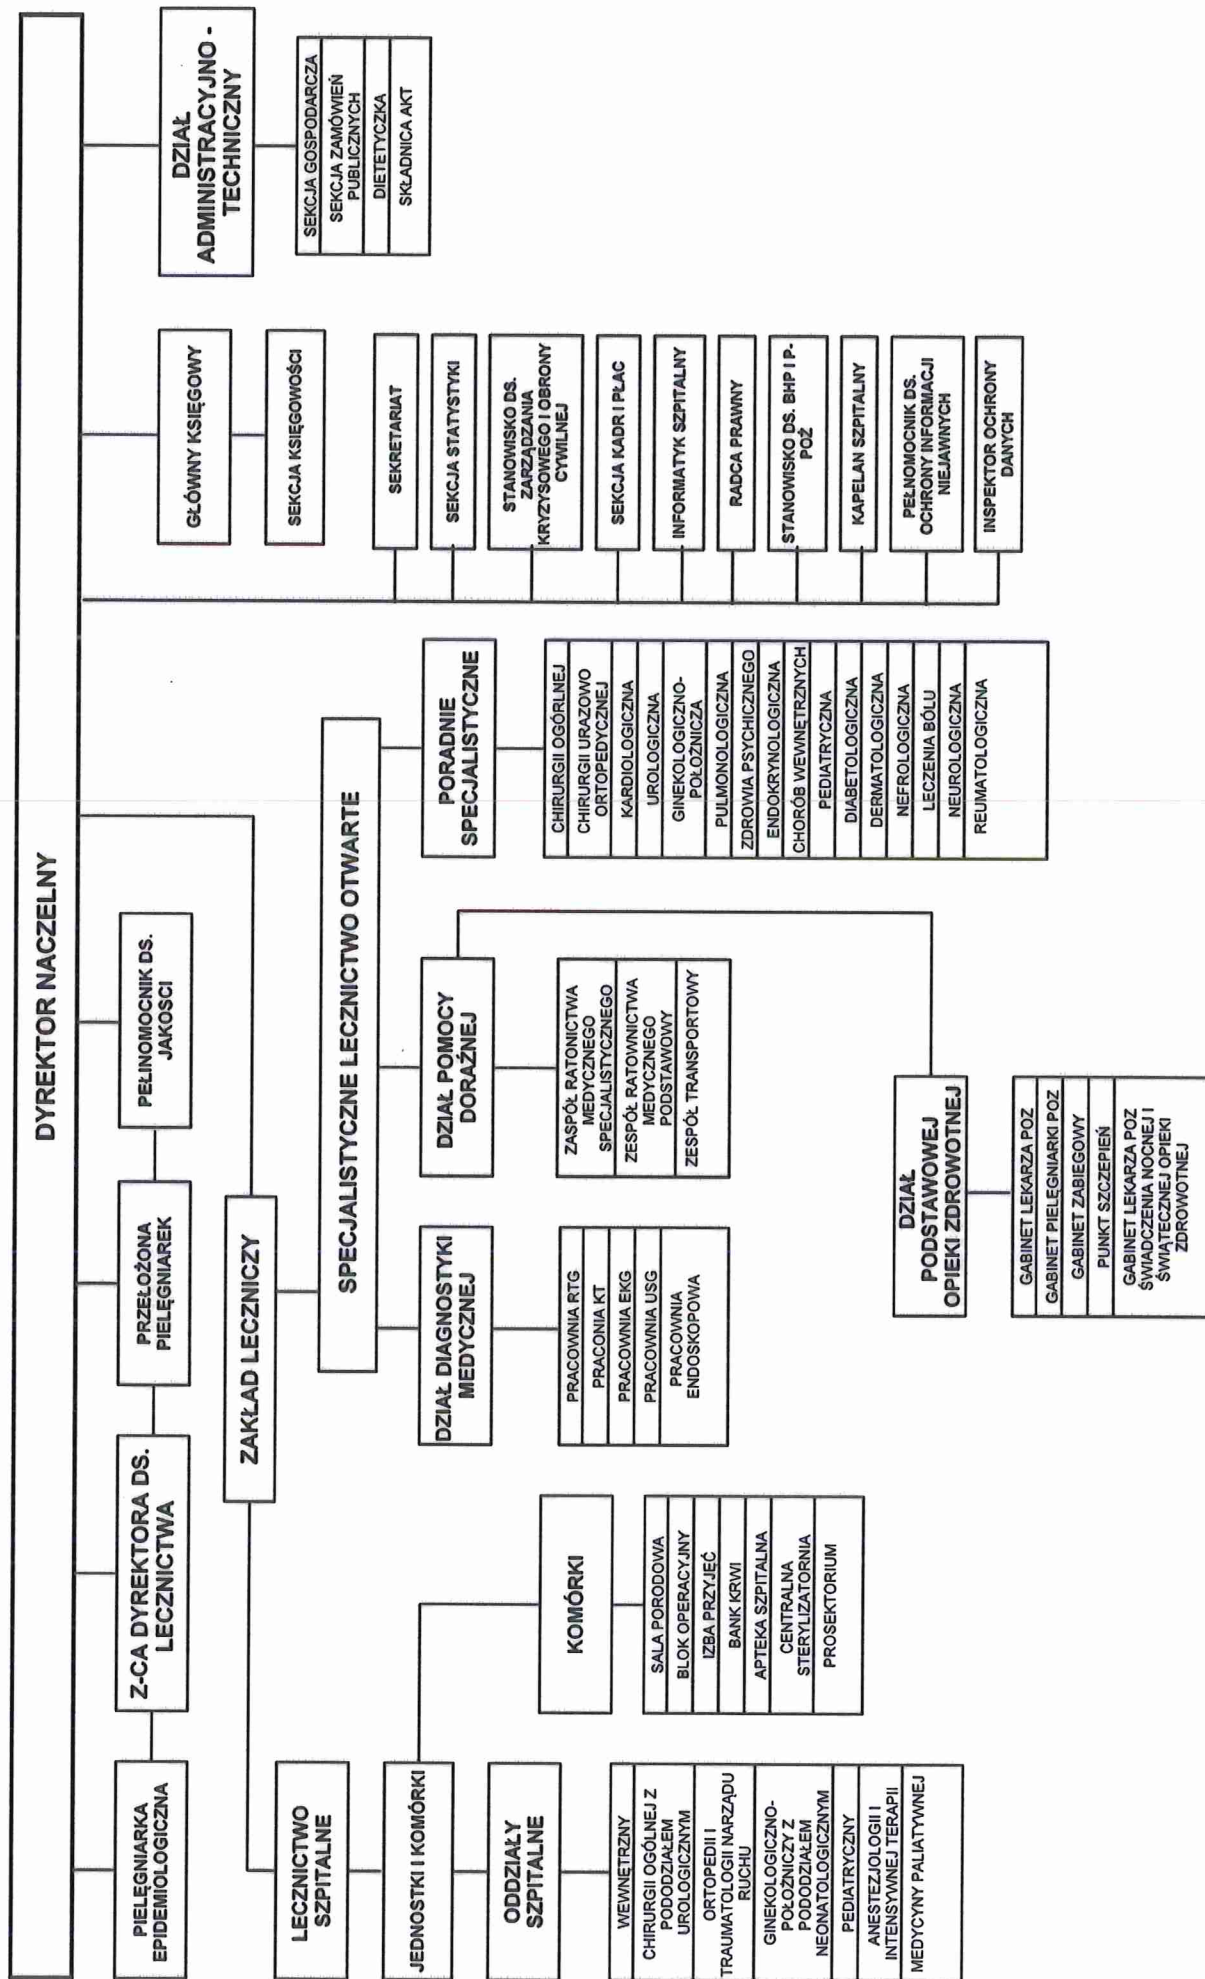 DYREKTOR NACZELNY
PIELĘGNIARKA
EPIDEMIOLOGICZNA
Z-CA DYREKTORA DS.
LECZNICTWA
PRZEŁOŻONA
PIELĘGNIAREK
PEŁINOMOCNIK DS.
JAKOSCI
ZAKŁAD LECZNICZY
LECZNICTWO
SZPITALNE
JEDNOSTKI I KOMÓRKI
ODDZIAŁY
SZPITALNE
WEWNĘTRZNY
CHIRURGII OGÓLNEJ Z
PODODZIAŁEM
UROLOGICZNYM
ORTOPEDII I
TRAUMATOLOGII NARZĄDU
RUCHU
GINEKOLOGICZNO-
POŁOŻNICZY Z
PODODZIAŁEM
NEONATOLOGICZNYM
PEDIATRYCZNY
ANESTEZJOLOGII I
INTENSYWNEJ TERAPII
MEDYCYNY PALIATYWNEJ
KOMÓRKI
SALA PORODOWA
BLOK OPERACYJNY
IZBA PRZYJĘĆ
BANK KRWI
APTEKA SZPITALNA
CENTRALNA
STERYLIZATORNIA
PROSEKTORIUM
SPECJALISTYCZNE LECZNICTWO OTWARTE
DZIAŁ DIAGNOSTYKI
MEDYCZNEJ
PRACOWNIA RTG
PRACONIA KT
PRACOWNIA EKG
PRACOWNIA USG
PRACOWNIA
ENDOSKOPOWA
DZIAŁ POMOCY
DORAŹNEJ
ZASPÓŁ RATONICTWA
MEDYCZNEGO
SPECJALISTYCZNEGO
ZESPÓŁ RATOWNICTWA
MEDYCZNEGO
PODSTAWOWY
ZESPÓŁ TRANSPORTOWY
DZIAŁ
PODSTAWOWEJ
OPIEKI ZDROWOTNEJ
GABINET LEKARZA POZ
GABINET PIELĘGNIARKI POZ
GABINET ZABIEGOWY
PUNKT SZCZEPIEŃ
GABINET LEKARZA POZ
ŚWIADCZENIA NOCNEJ I
ŚWIĄTECZNEJ OPIEKI
ZDROWOTNEJ
PORADNIE
SPECJALISTYCZNE
CHIRURGII OGÓRLNEJ
CHIRURGII URAZOWO
ORTOPEDYCZNEJ
KARDIOLOGICZNA
UROLOGICZNA
GINEKOLOGICZNO-
POŁOŻNICZA
PULMONOLOGICZNA
ZDROWIA PSYCHICZNEGO
ENDOKRYNOLOGICZNA
CHORÓB WEWNĘTRZNYCH
PEDIATRYCZNA
DIABETOLOGICZNA
DERMATOLOGICZNA
NEFROLOGICZNA
LECZENIA BÓLU
NEUROLOGICZNA
REUMATOLOGICZNA
GŁÓWNY KSIĘGOWY
SEKCJA KSIĘGOWOŚCI
SEKRETARIAT
SEKCJA STATYSTYKI
STANOWISKO DS.
ZARZĄDZANIA
KRYZYSOWEGO I OBRONY
CYWILNEJ
SEKCJA KADR I PŁAC
INFORMATYK SZPITALNY
RADCA PRAWNY
STANOWISKO DS. BHP I P-
POŻ
KAPELAN SZPITALNY
PEŁNOMOCNIK DS.
OCHRONY INFORMACJI
NIEJAWNYCH
INSPEKTOR OCHRONY
DANYCH
DZIAŁ
ADMINISTRACYJNO -
TECHNICZNY
SEKCJA GOSPODARCZA
SEKCJA ZAMÓWIEŃ
PUBLICZNYCH
DIETETYCZKA
SKŁADNICA AKT